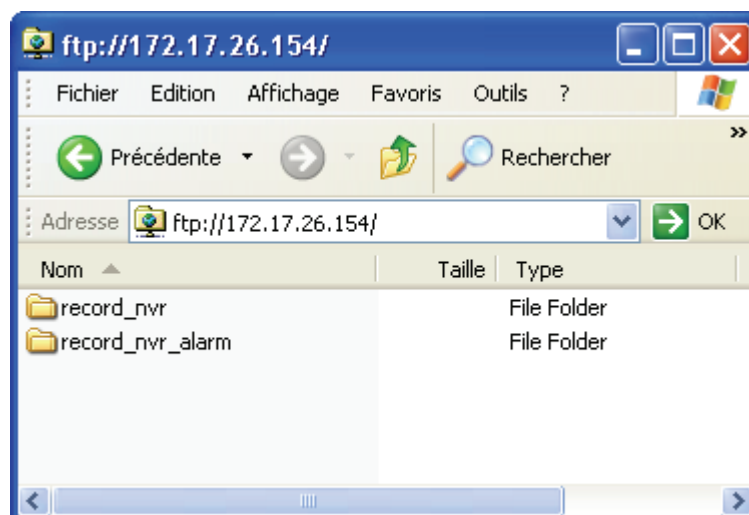 ftp://172.17.26.154/
Fichier Edition Affichage Favoris Outils ?
Précédente Rechercher »
Adresse ftp://172.17.26.154/ OK
Nom Taille Type
record_nvr File Folder
record_nvr_alarm File Folder